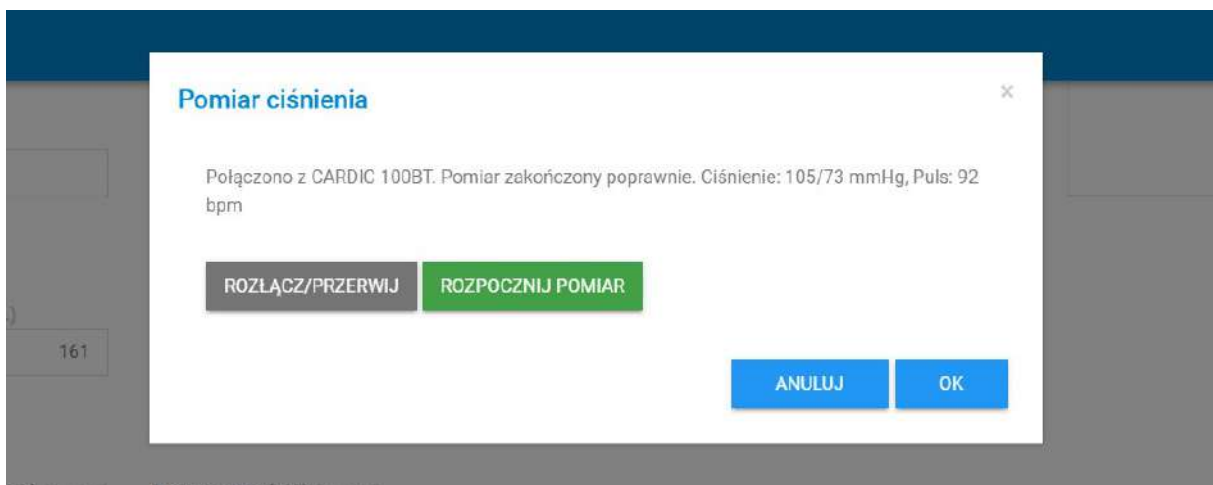 Pomiar ciśnienia
×
Połączono z CARDIC 100BT. Pomiar zakończony poprawnie. Ciśnienie: 105/73 mmHg, Puls: 92
bpm
ROZŁĄCZ/PRZERWIJ ROZPOCZNIJ POMIAR
161
ANULUJ OK